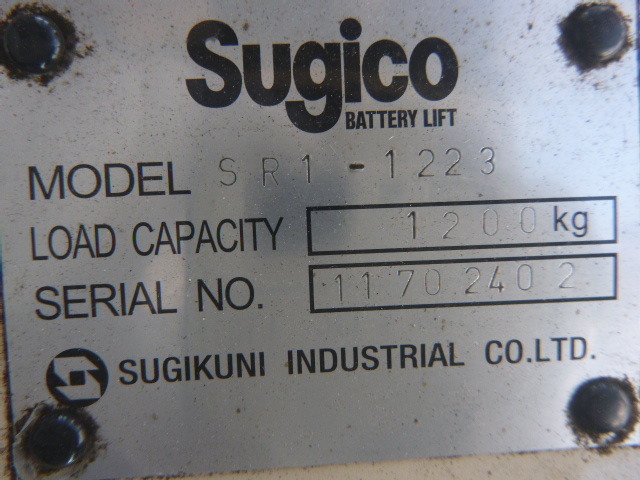 Sugico
BATTERY LIFT
MODEL SR1-1223
LOAD CAPACITY 1200kg
SERIAL NO. 11702402
SUGIKUNI INDUSTRIAL CO.LTD.